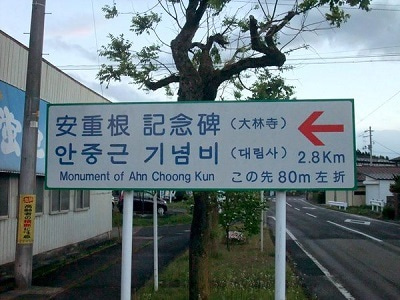 安重根 記念碑（大林寺）
안중근 기념비（대림사） 2.8Km
Monument of Ahn Choong Kun この先 80m 左折